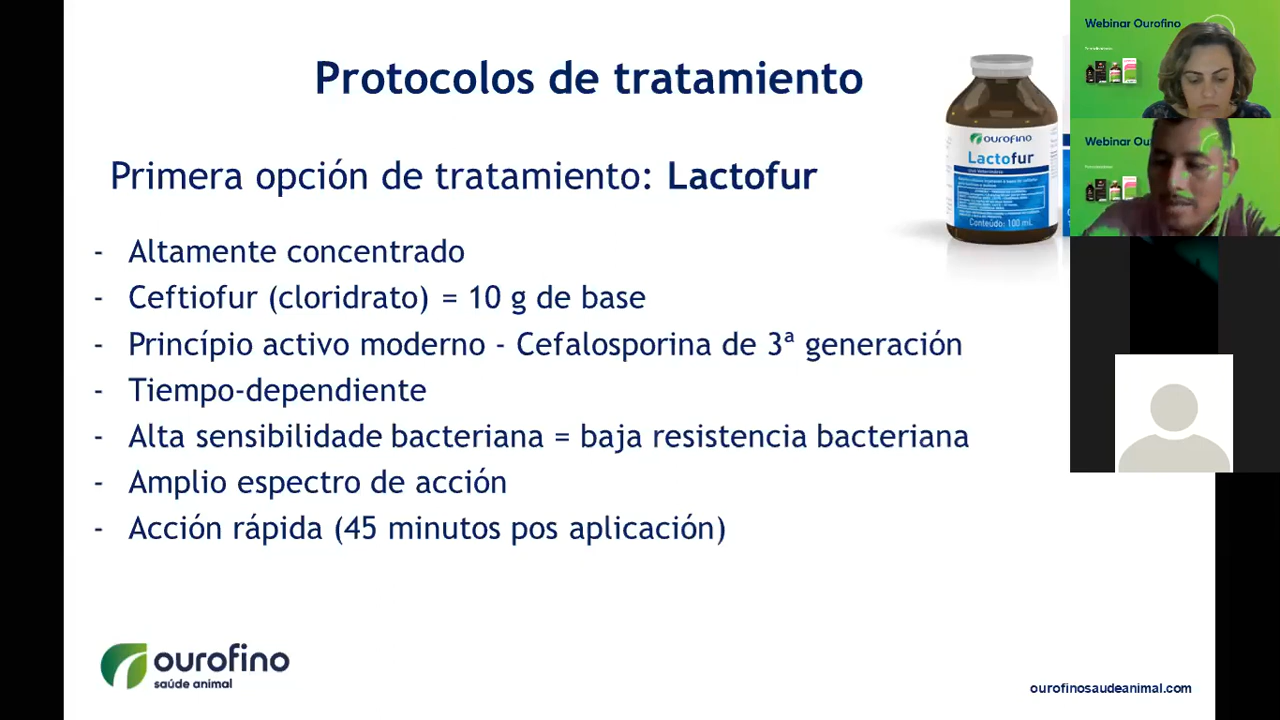 Protocolos de tratamiento
Primera opción de tratamiento: Lactofur
- Altamente concentrado
- Ceftiofur (cloridrato) = 10 g de base
- Princípio activo moderno - Cefalosporina de 3ª generación
- Tiempo-dependiente
- Alta sensibilidade bacteriana = baja resistencia bacteriana
- Amplio espectro de acción
- Acción rápida (45 minutos pos aplicación)
ourofino
saúde animal
ourofinosaudeanimal.com
ourofino
Lactofur
Uso Veterinário
Conteúdo: 100 mL
Webinar Ourofino
Webinar Ou